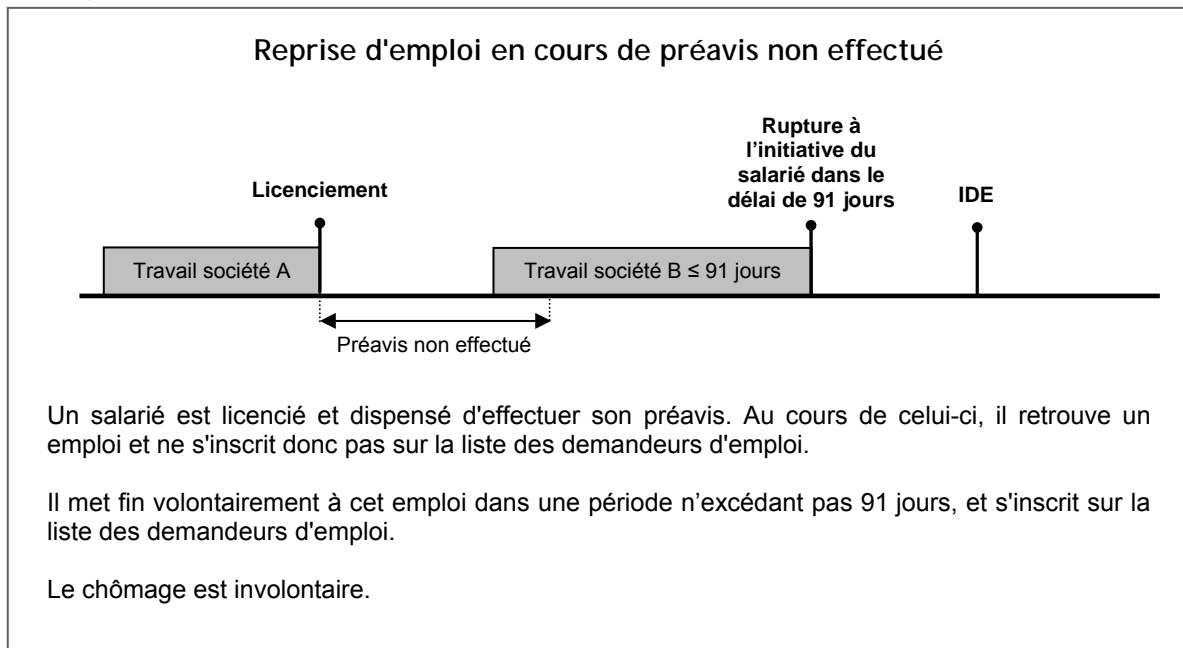 Reprise d'emploi en cours de préavis non effectué
Rupture à
l’initiative du
salarié dans le
délai de 91 jours
Licenciement
IDE
Travail société A
Travail société B ≤ 91 jours
Préavis non effectué
Un salarié est licencié et dispensé d'effectuer son préavis. Au cours de celui-ci, il retrouve un
emploi et ne s'inscrit donc pas sur la liste des demandeurs d'emploi.
Il met fin volontairement à cet emploi dans une période n’excédant pas 91 jours, et s'inscrit sur la
liste des demandeurs d'emploi.
Le chômage est involontaire.